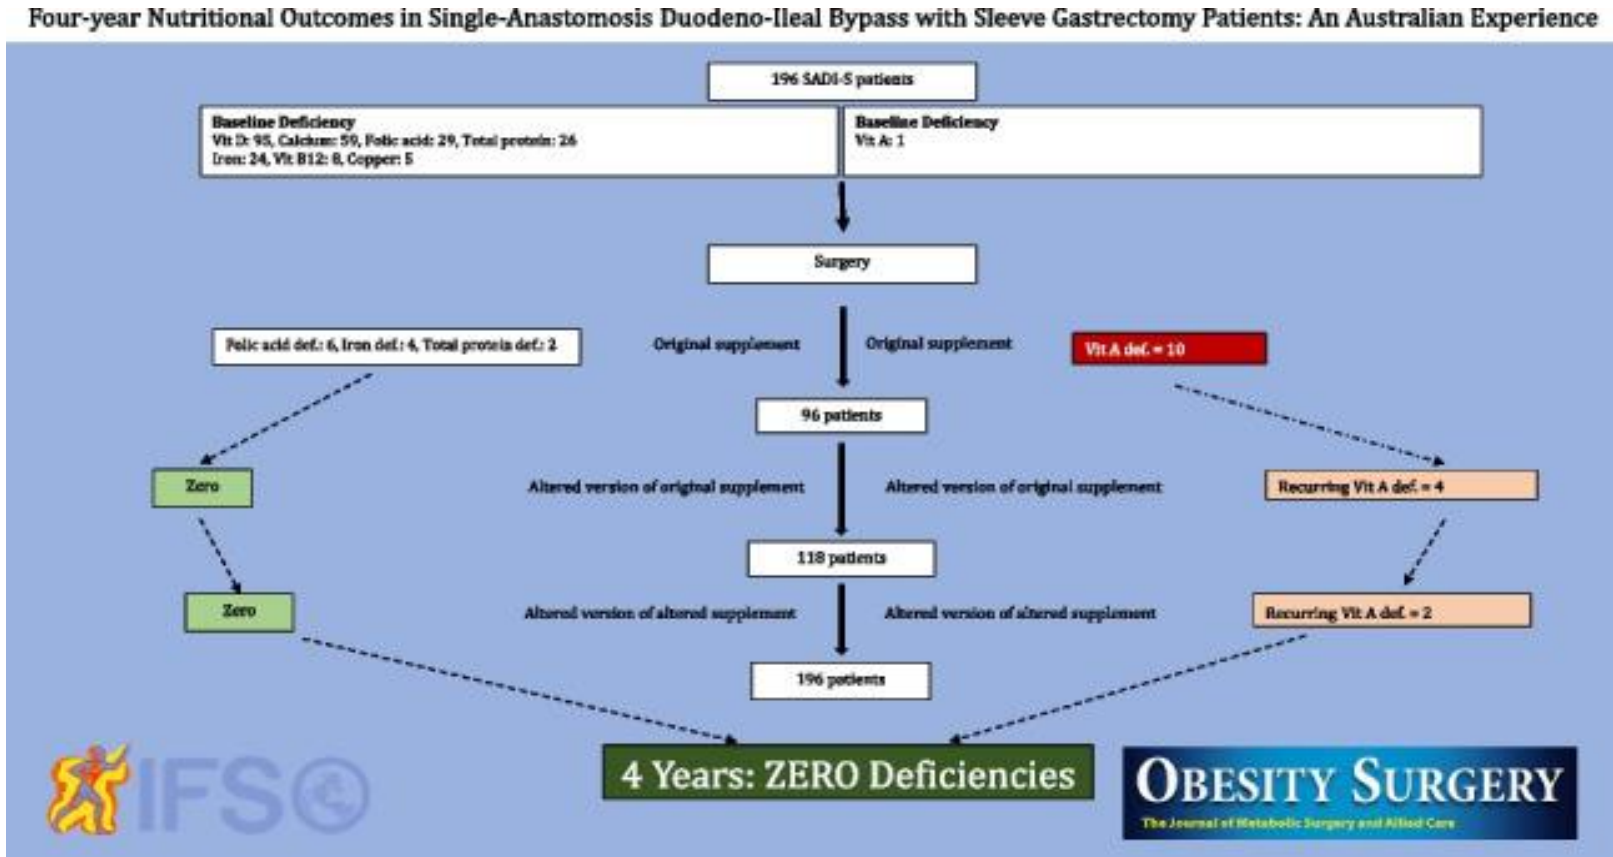 Four-year Nutritional Outcomes in Single-Anastomosis Duodeno-Ileal Bypass with Sleeve Gastrectomy Patients: An Australian Experience
196 SADI-S patients
Baseline Deficiency
Vit D: 95, Calcium: 59, Folic acid: 29, Total protein: 26
Iron: 24, Vit B12: 8, Copper: 5
Baseline Deficiency
Vit A: 1
Surgery
Folic acid def.: 6, Iron def.: 4, Total protein def.: 2
Original supplement
Original supplement
Vit A def. = 10
96 patients
Zero
Altered version of original supplement
Altered version of original supplement
Recurring Vit A def. = 4
118 patients
Zero
Altered version of altered supplement
Altered version of altered supplement
Recurring Vit A def. = 2
196 patients
4 Years: ZERO Deficiencies
IFSO
OBESITY SURGERY
The Journal of Metabolic Surgery and Allied Care